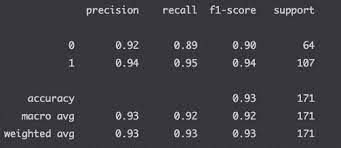 precision recall f1-score support
0 0.92 0.89 0.90 64
1 0.94 0.95 0.94 107
accuracy 0.93 171
macro avg 0.93 0.92 0.92 171
weighted avg 0.93 0.93 0.93 171